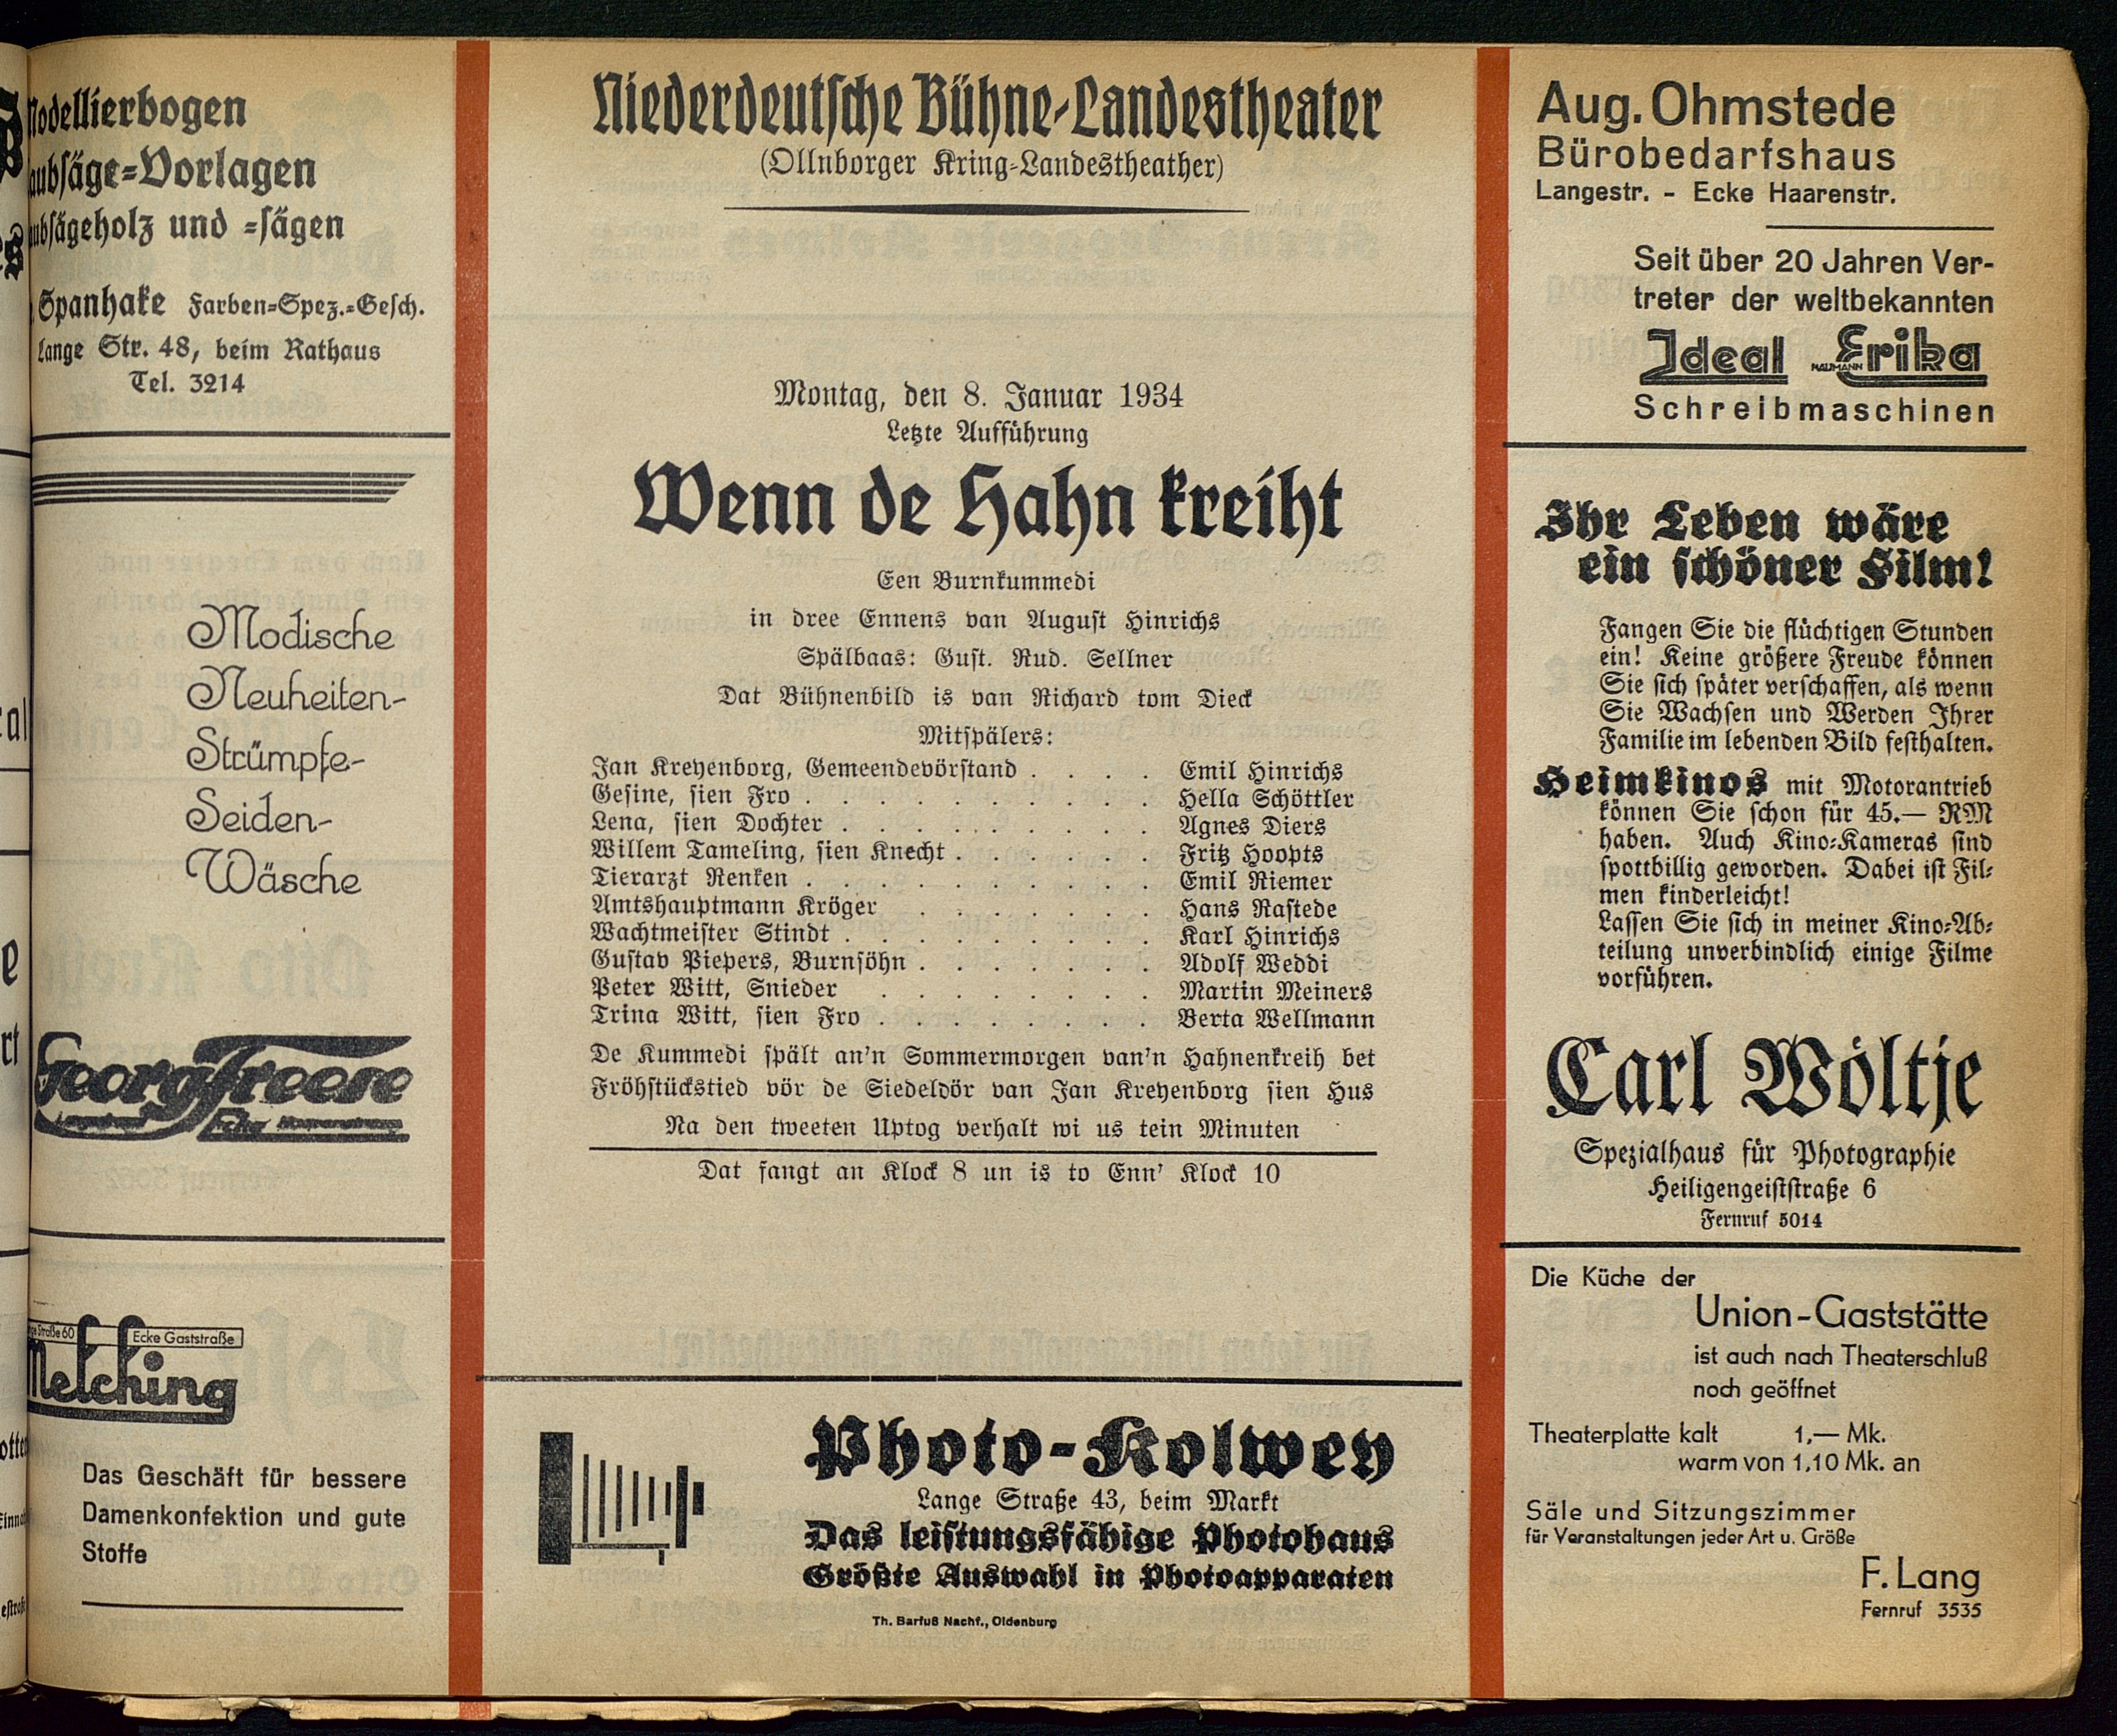 Modellierbogen
Laubsäge-Vorlagen
Laubsägeholz und -sägen
Spanhake Farben-Spez.-Gesch.
Lange Str. 48, beim Rathaus
Tel. 3214
Modische
Neuheiten-
Strümpfe-
Seiden-
Wäsche
Georg Freese
Ecke
Straße 60 Ecke Gaststraße
Melching
Das Geschäft für bessere
Damenkonfektion und gute
Stoffe
Niederdeutsche Bühne-Landestheater
(Ollnborger Kring-Landestheather)
Montag, den 8. Januar 1934
Letzte Aufführung
Wenn de Hahn kreiht
Een Burnkummedi
in dree Ennens van August Hinrichs
Spälbaas: Gust. Rud. Sellner
Dat Bühnenbild is van Richard tom Dieck
Mitspälers:
Jan Kreyenborg, Gemeendevörstand . . . . Emil Hinrichs
Gesine, sien Fro . . . . . . . . . . . Hella Schöttler
Lena, sien Dochter . . . . . . . . . . Agnes Diers
Willem Tameling, sien Knecht . . . . . . . Fritz Hoopts
Tierarzt Renken . . . . . . . . . . . Emil Riemer
Amtshauptmann Kröger . . . . . . . Hans Rastede
Wachtmeister Stindt . . . . . . . . . . Karl Hinrichs
Gustav Piepers, Burnsöhn . . . . . . . Adolf Weddi
Peter Witt, Snieder . . . . . . . . Martin Meiners
Trina Witt, sien Fro . . . . . . . . . Berta Wellmann
De Kummedi spält an'n Sommermorgen van'n Hahnenkreih bet
Fröhstückstied vör de Siedeldör van Jan Kreyenborg sien Hus
Na den tweeten Uptog verhalt wi us tein Minuten
Dat fangt an Klock 8 un is to Enn' Klock 10
Photo-Kolwey
Lange Straße 43, beim Markt
Das leistungsfähige Photohaus
Größte Auswahl in Photoapparaten
Th. Barfuß Nachf., Oldenburg
Aug. Ohmstede
Bürobedarfshaus
Langestr. - Ecke Haarenstr.
Seit über 20 Jahren Ver-
treter der weltbekannten
Ideal NAUMANN Erika
Schreibmaschinen
Ihr Leben wäre
ein schöner Film!
Fangen Sie die flüchtigen Stunden
ein! Keine größere Freude können
Sie sich später verschaffen, als wenn
Sie Wachsen und Werden Ihrer
Familie im lebenden Bild festhalten.
Heimkinos mit Motorantrieb
können Sie schon für 45.— RM
haben. Auch Kino-Kameras sind
spottbillig geworden. Dabei ist Fil-
men kinderleicht!
Lassen Sie sich in meiner Kino-Ab-
teilung unverbindlich einige Filme
vorführen.
Carl Wöltje
Spezialhaus für Photographie
Heiligengeiststraße 6
Fernruf 5014
Die Küche der
Union-Gaststätte
ist auch nach Theaterschluß
noch geöffnet
Theaterplatte kalt 1,— Mk.
warm von 1,10 Mk. an
Säle und Sitzungszimmer
für Veranstaltungen jeder Art u. Größe
F. Lang
Fernruf 3535